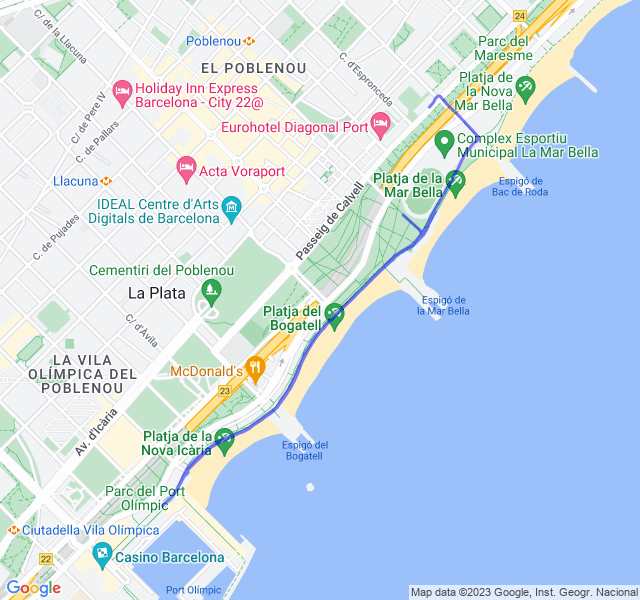 24
C. de la Llacuna
Poblenou
Parc del
Maresme
EL POBLENOU
C. d'Espronceda
Platja de
la Nova
Mar Bella
Holiday Inn Express
Barcelona - City 22@
C/ de Pere IV
C. de Pallars
Eurohotel Diagonal Port
Complex Esportiu
Municipal La Mar Bella
Acta Voraport
Llacuna
Platja de la
Mar Bella
Espigó de
Bac de Roda
IDEAL Centre d'Arts
Digitals de Barcelona
C. de Pujades
Passeig de Calvell
Cementiri del Poblenou
La Plata
Espigó de
la Mar Bella
Platja del
Bogatell
C/ d'Àvila
LA VILA
OLÍMPICA DEL
POBLENOU
McDonald's
23
Av. d'Icària
Platja de la
Nova Icària
Espigó del
Bogatell
Parc del Port
Olímpic
Ciutadella Vila Olímpica
22
Casino Barcelona
Port Olímpic
Google
Map data ©2023 Google, Inst. Geogr. Nacional